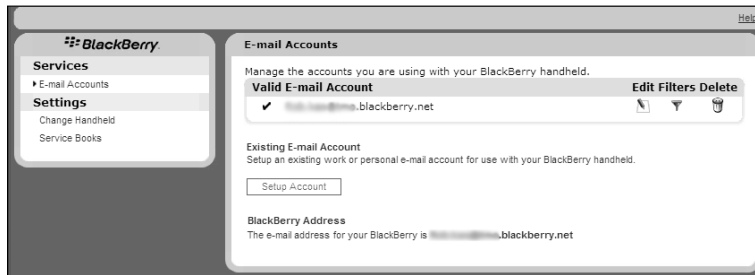 Help
BlackBerry.
Services
E-mail Accounts
Settings
Change Handheld
Service Books
E-mail Accounts
Manage the accounts you are using with your BlackBerry handheld.
Valid E-mail Account Edit Filters Delete
.blackberry.net
Existing E-mail Account
Setup an existing work or personal e-mail account for use with your BlackBerry handheld.
Setup Account
BlackBerry Address
The e-mail address for your BlackBerry is .blackberry.net